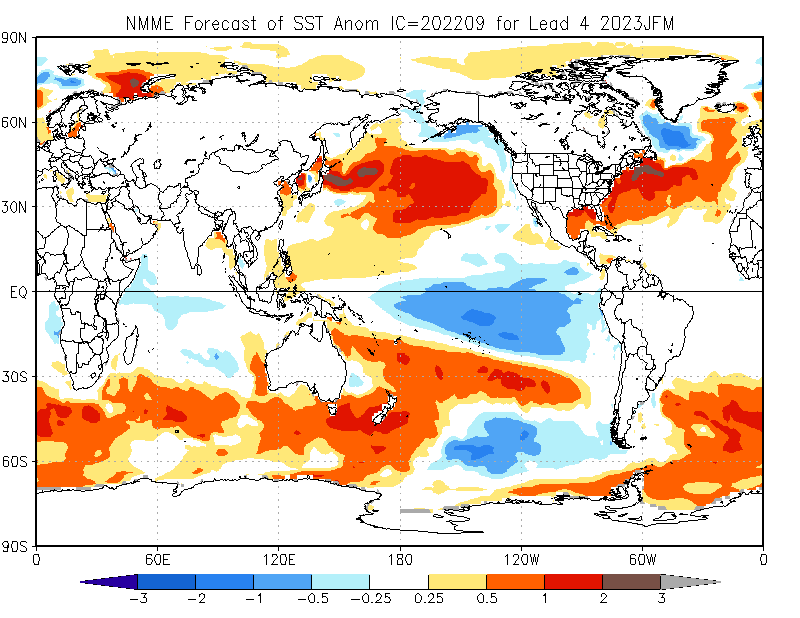 NMME Forecast of SST Anom IC=202209 for Lead 4 2023JFM
90N
60N
30N
EQ
30S
60S
90S
0 60E 120E 180 120W 60W 0
-3 -2 -1 -0.5 -0.25 0.25 0.5 1 2 3